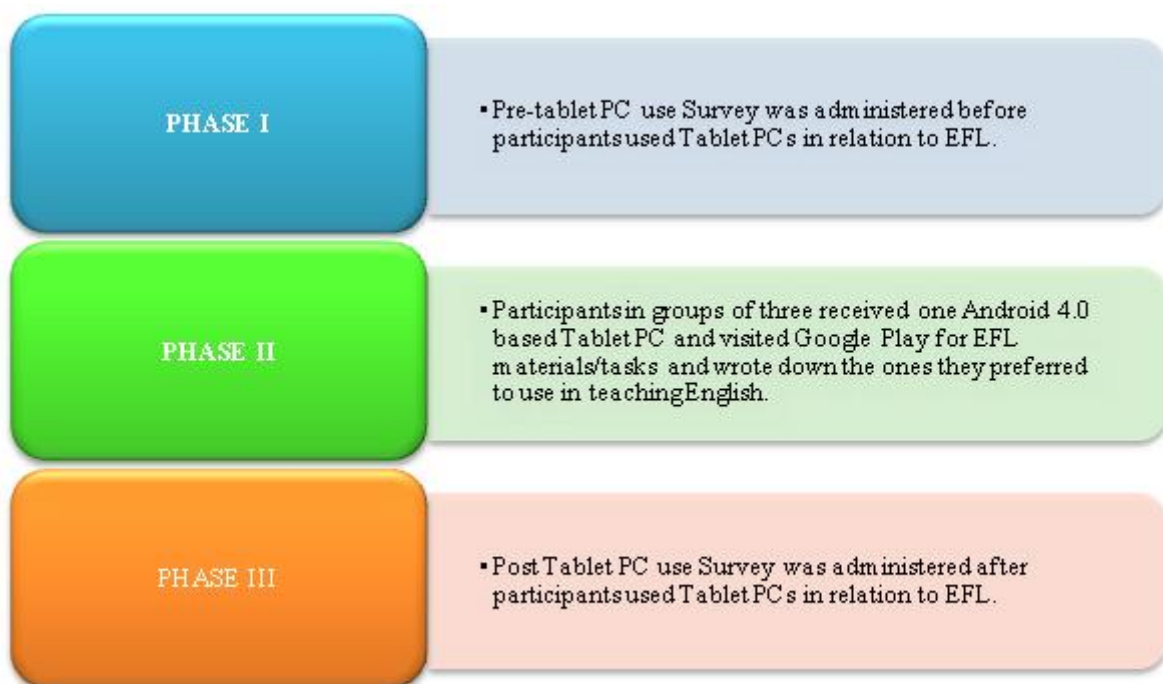 PHASE I
▪ Pre-tablet PC use Survey was administered before
participants used Tablet PCs in relation to EFL.
PHASE II
▪ Participants in groups of three received one Android 4.0
based Tablet PC and visited Google Play for EFL
materials/tasks and wrote down the ones they preferred
to use in teaching English.
PHASE III
▪ Post Tablet PC use Survey was administered after
participants used Tablet PCs in relation to EFL.